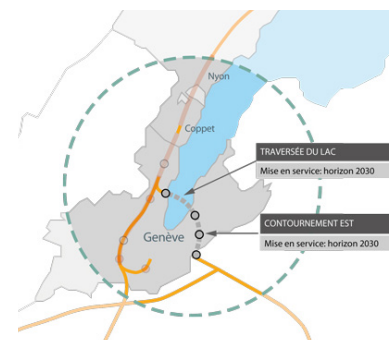 Nyon
Coppet
TRAVERSÉE DU LAC
Mise en service: horizon 2030
CONTOURNEMENT EST
Mise en service: horizon 2030
Genève